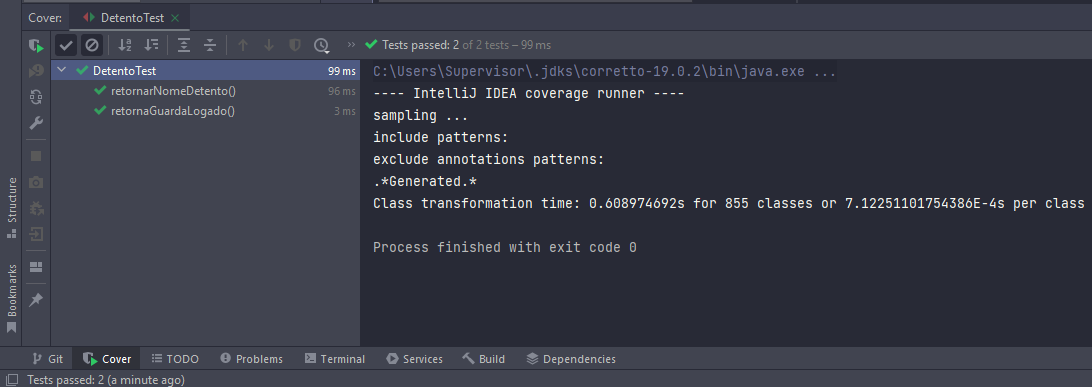 Cover: DetentoTest
Tests passed: 2 of 2 tests – 99 ms
DetentoTest 99 ms
retornarNomeDetento() 96 ms
retornaGuardaLogado() 3 ms
C:\Users\Supervisor\.jdks\corretto-19.0.2\bin\java.exe ...
---- IntelliJ IDEA coverage runner ----
sampling ...
include patterns:
exclude annotations patterns:
.*Generated.*
Class transformation time: 0.608974692s for 855 classes or 7.12251101754386E-4s per class
Process finished with exit code 0
Structure
Bookmarks
Git Cover TODO Problems Terminal Services Build Dependencies
Tests passed: 2 (a minute ago)